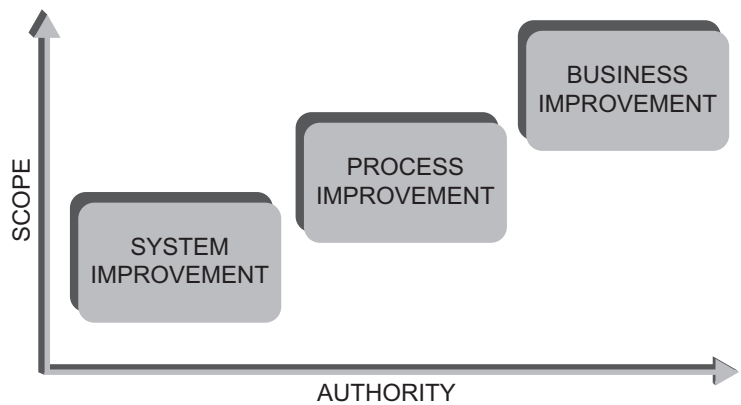 BUSINESS
IMPROVEMENT
PROCESS
IMPROVEMENT
SYSTEM
IMPROVEMENT
SCOPE
AUTHORITY